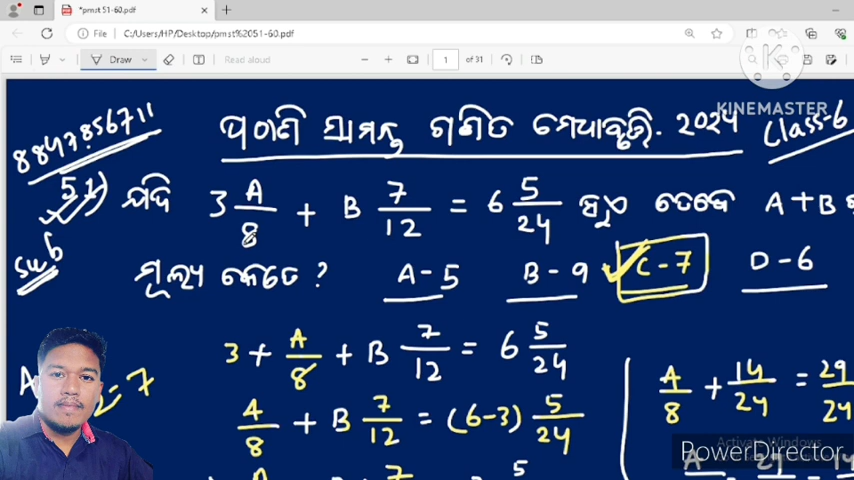 *pmst 51-60.pdf
File C:/Users/HP/Desktop/pmst%2051-60.pdf
Draw Read aloud 1 of 31
KINEMASTER
8847856711
ପଠାଣି ସାମନ୍ତ ଗଣିତ ମେଧାବୃତ୍ତି. 2024 Class-6
51) ଯଦି 3 A/8 + B 7/12 = 6 5/24 ହୁଏ ତେବେ A+B
Sub
ମୂଲ୍ୟ କେତେ ? A-5 B-9 C-7 D-6
3 + A/8 + B 7/12 = 6 5/24
A/8 + 14/24 = 29/24
= 7
A/8 + B 7/12 = (6-3) 5/24
PowerDirector
Activate Windows